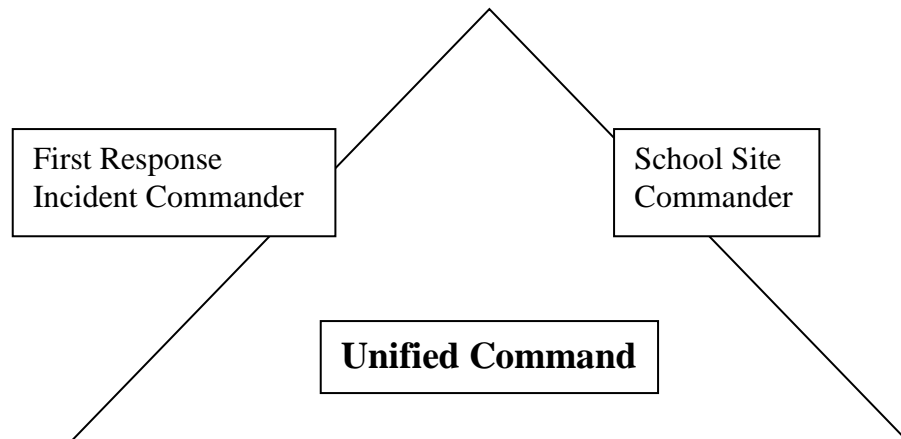 First Response
Incident Commander
School Site
Commander
Unified Command